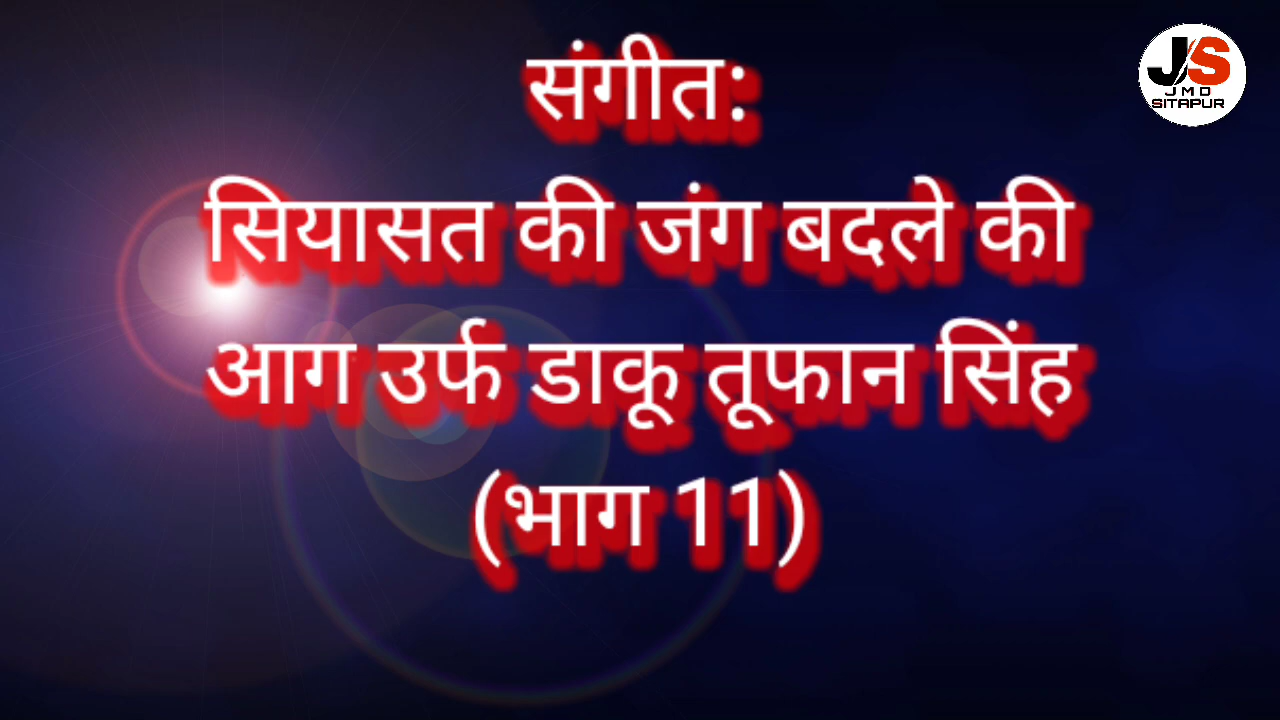 संगीत:
सियासत की जंग बदले की
आग उर्फ डाकू तूफान सिंह
(भाग 11)
JS
JMD
SITAPUR